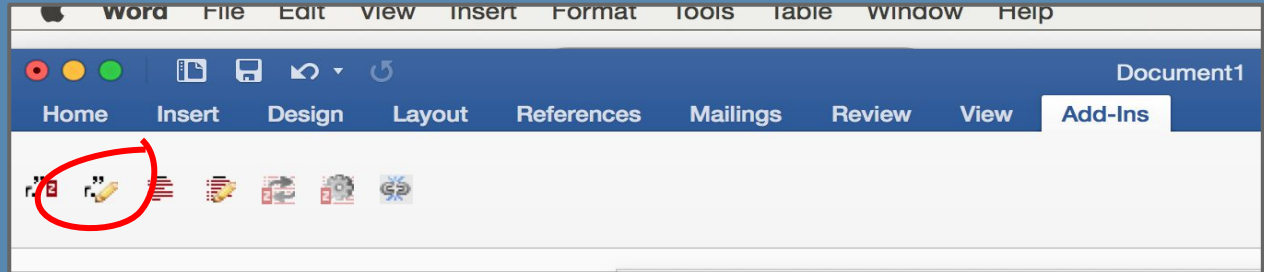 Word File Edit View Insert Format Tools Table Window Help
Document1
Home Insert Design Layout References Mailings Review View Add-Ins